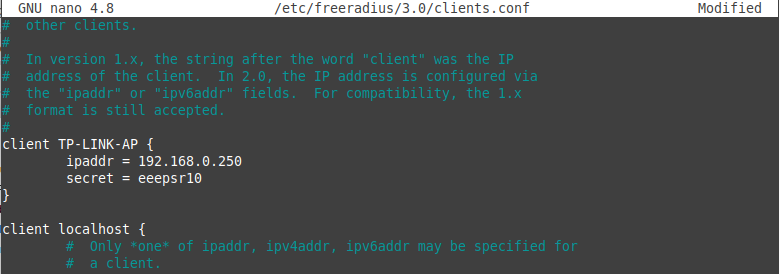 GNU nano 4.8 /etc/freeradius/3.0/clients.conf Modified
#  other clients.
#
#  In version 1.x, the string after the word "client" was the IP
#  address of the client.  In 2.0, the IP address is configured via
#  the "ipaddr" or "ipv6addr" fields.  For compatibility, the 1.x
#  format is still accepted.
#
client TP-LINK-AP {
        ipaddr = 192.168.0.250
        secret = eeepsr10
}
client localhost {
        #  Only *one* of ipaddr, ipv4addr, ipv6addr may be specified for
        #  a client.